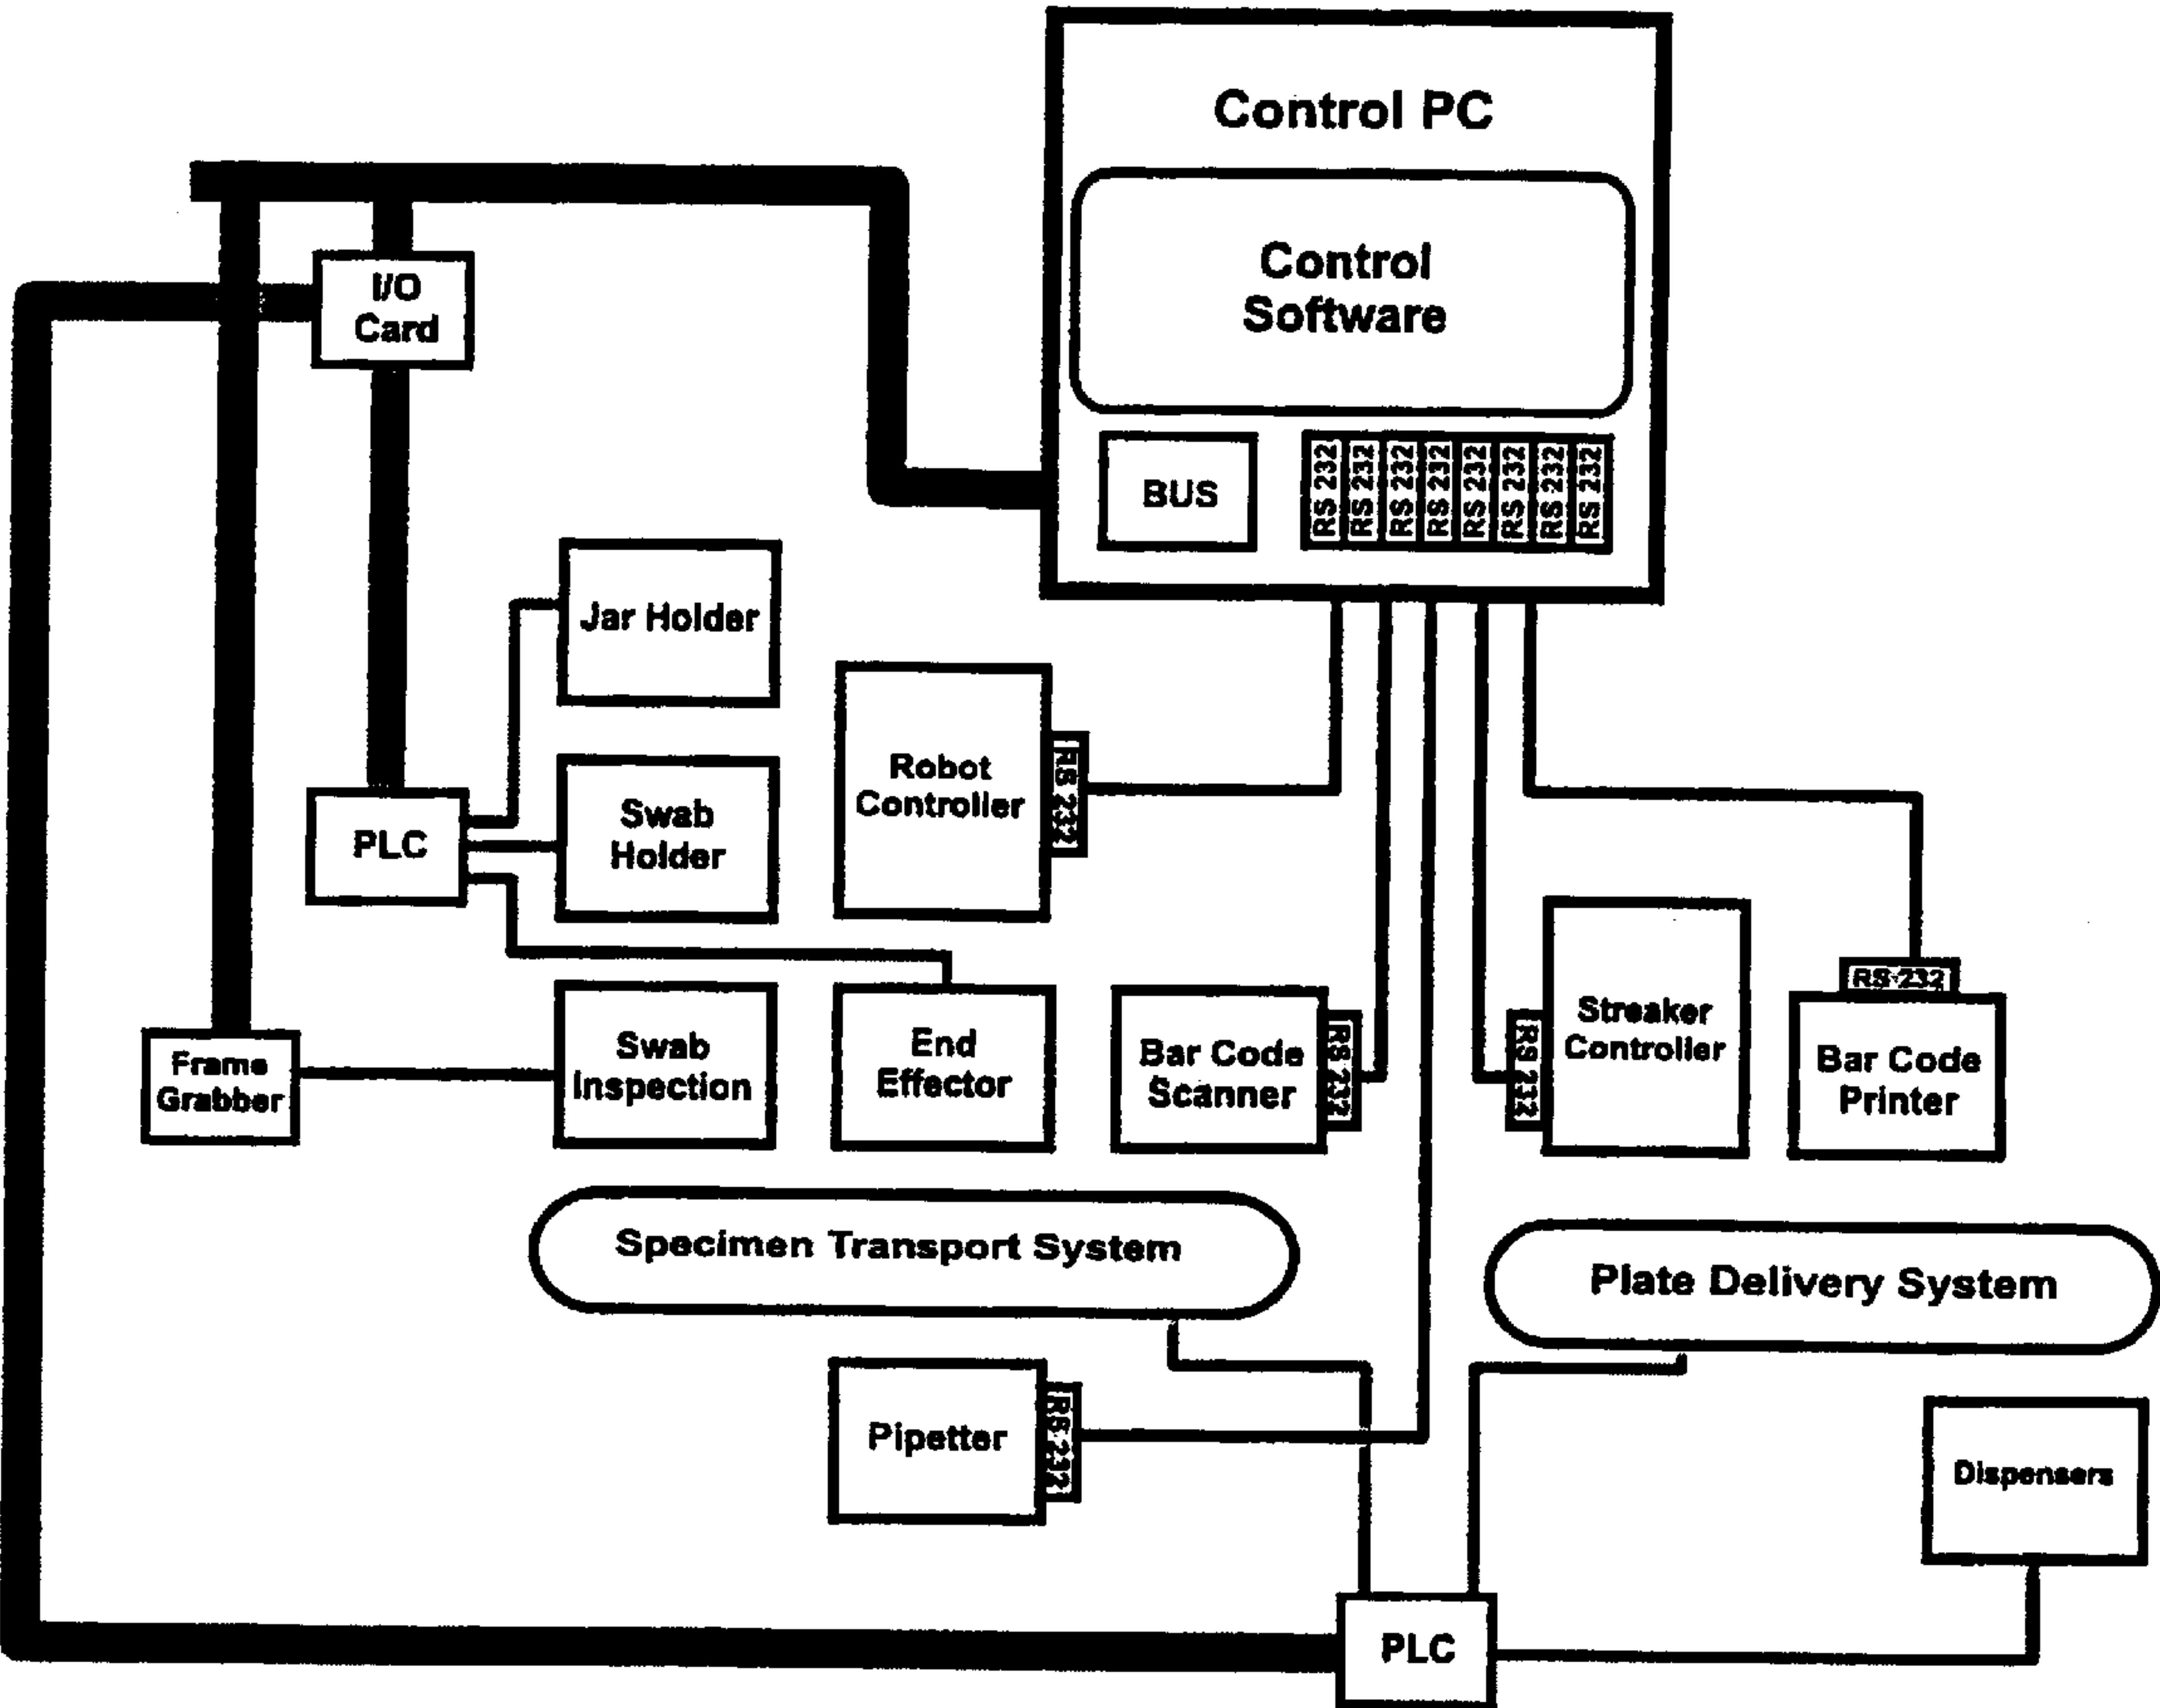 Control PC
Control
Software
BUS
RS 232
RS 232
RS 232
RS 232
RS 232
RS 232
RS 232
RS 232
I/O
Card
Jar Holder
Robot
Controller
RS 232
Swab
Holder
PLC
Frame
Grabber
Swab
Inspection
End
Effector
Bar Code
Scanner
RS 232
RS 232
Streaker
Controller
RS 232
Bar Code
Printer
Specimen Transport System
Plate Delivery System
Pipetter
RS 232
Dispensers
PLC